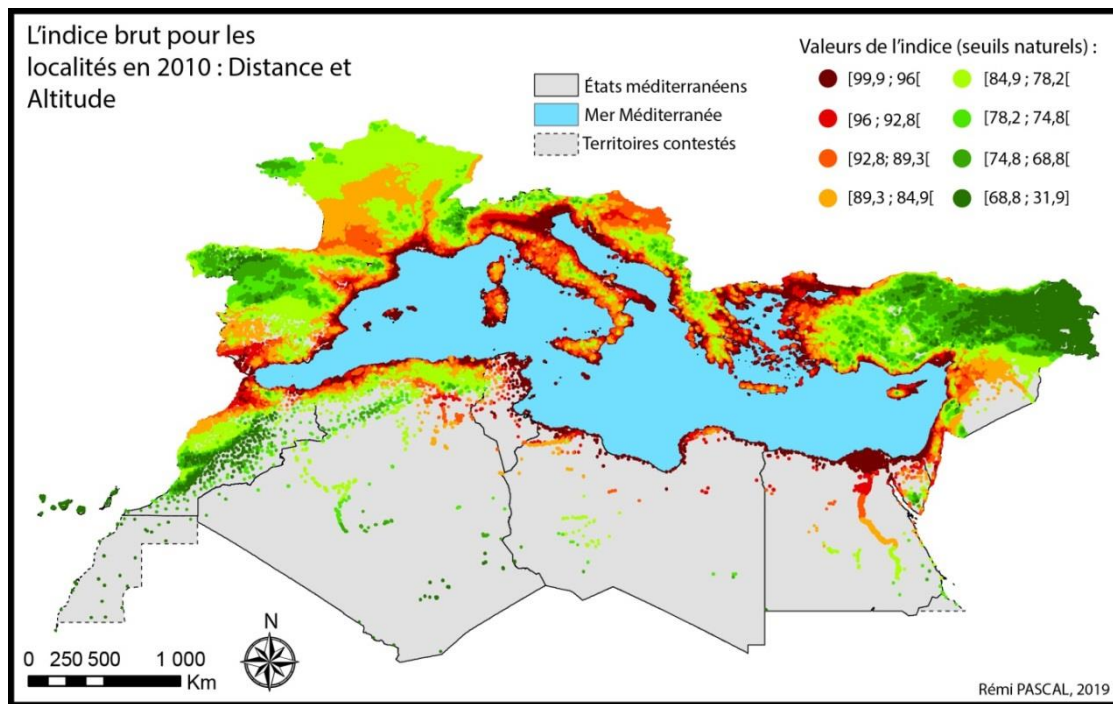 L'indice brut pour les
localités en 2010 : Distance et
Altitude
États méditerranéens
Mer Méditerranée
Territoires contestés
Valeurs de l'indice (seuils naturels) :
[99,9 ; 96[
[96 ; 92,8[
[92,8; 89,3[
[89,3 ; 84,9[
[84,9 ; 78,2[
[78,2 ; 74,8[
[74,8 ; 68,8[
[68,8 ; 31,9]
N
0 250 500 1 000
Km
Rémi PASCAL, 2019